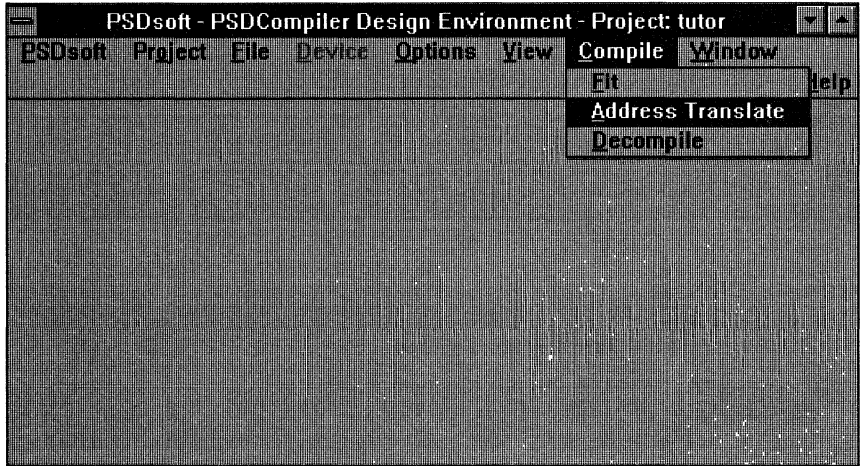 PSDsoft - PSDCompiler Design Environment - Project: tutor
PSDsoft Project File Device Options View Compile Window
Fit
Help
Address Translate
Decompile